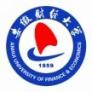 安徽财经大学
ANHUI UNIVERSITY OF FINANCE & ECONOMICS
1959